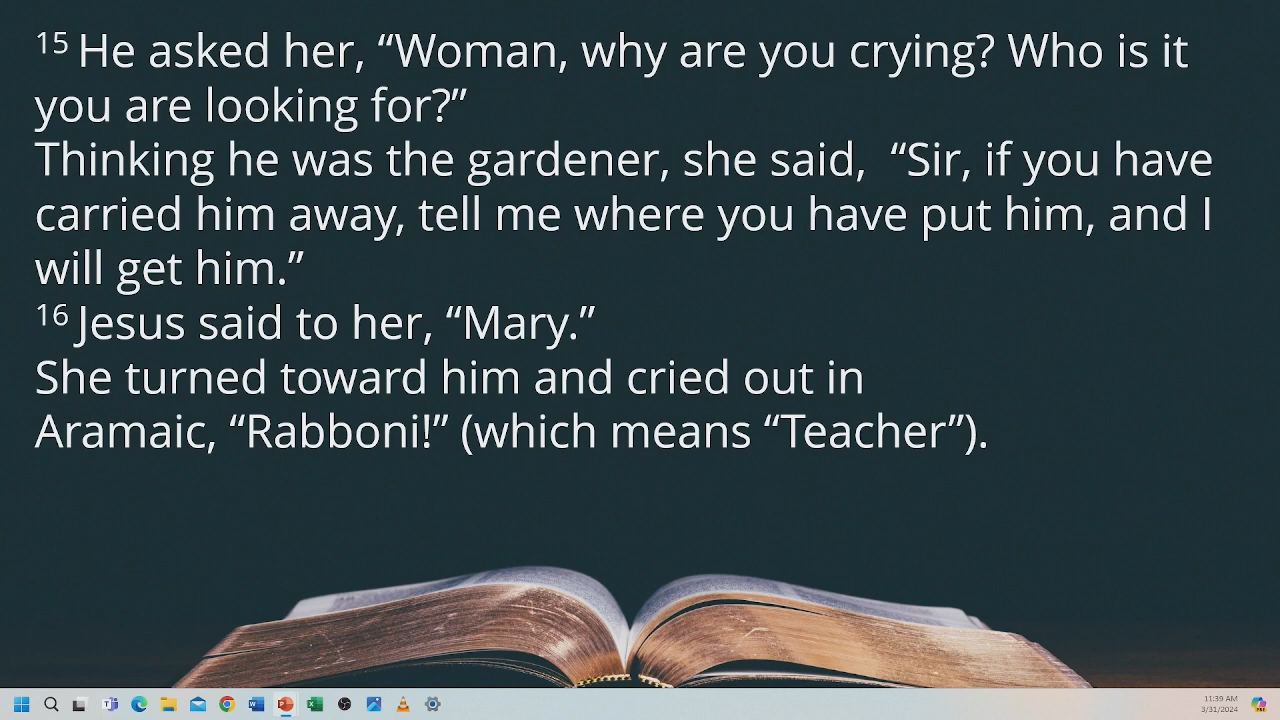 15 He asked her, “Woman, why are you crying? Who is it
you are looking for?”
Thinking he was the gardener, she said,  “Sir, if you have
carried him away, tell me where you have put him, and I
will get him.”
16 Jesus said to her, “Mary.”
She turned toward him and cried out in
Aramaic, “Rabboni!” (which means “Teacher”).
11:39 AM
3/31/2024